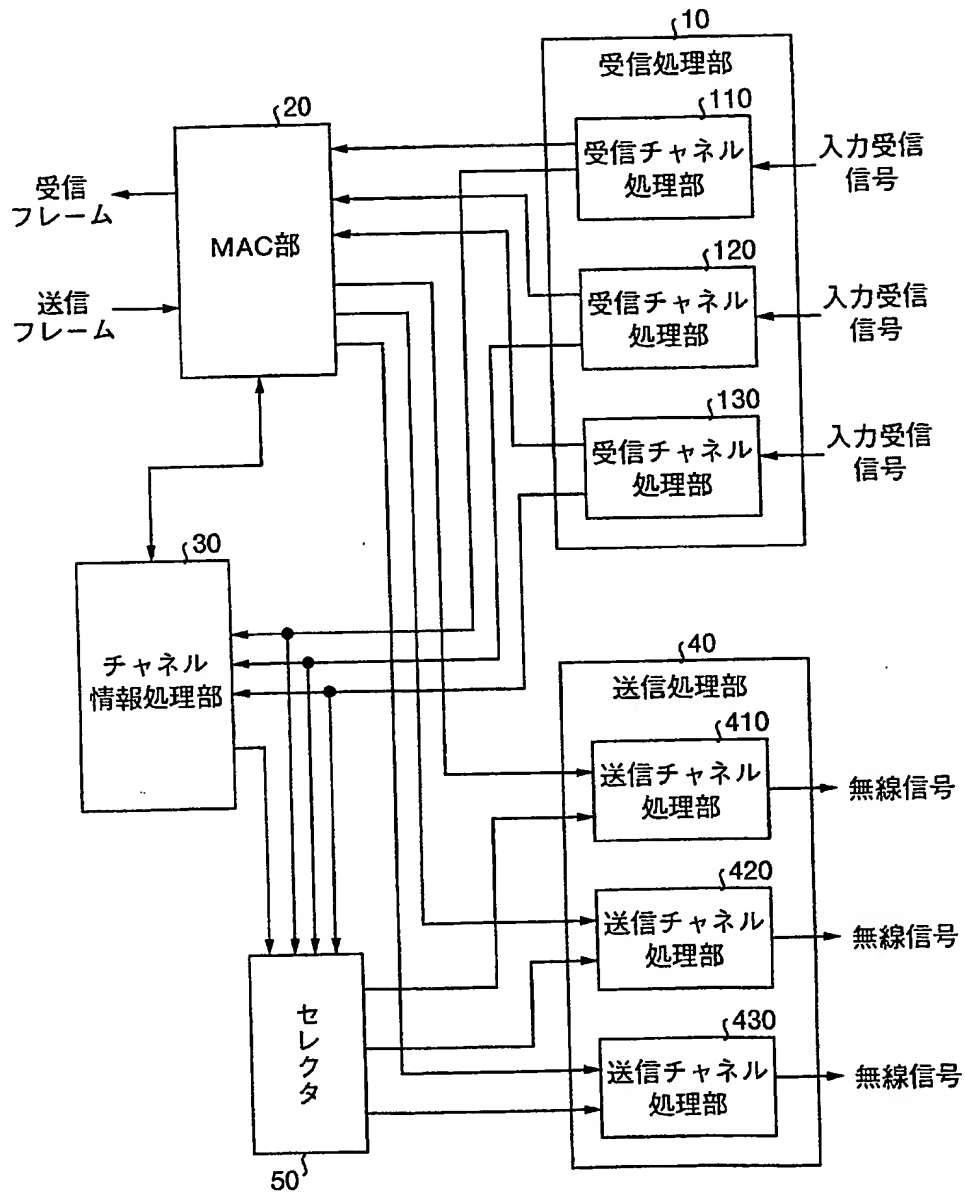 10
受信処理部
20
110
受信チャネル
処理部
入力受信
信号
受信
フレーム
MAC部
120
受信チャネル
処理部
入力受信
信号
送信
フレーム
130
受信チャネル
処理部
入力受信
信号
30
チャネル
情報処理部
40
送信処理部
410
送信チャネル
処理部
無線信号
420
送信チャネル
処理部
無線信号
セレクタ
430
送信チャネル
処理部
無線信号
50